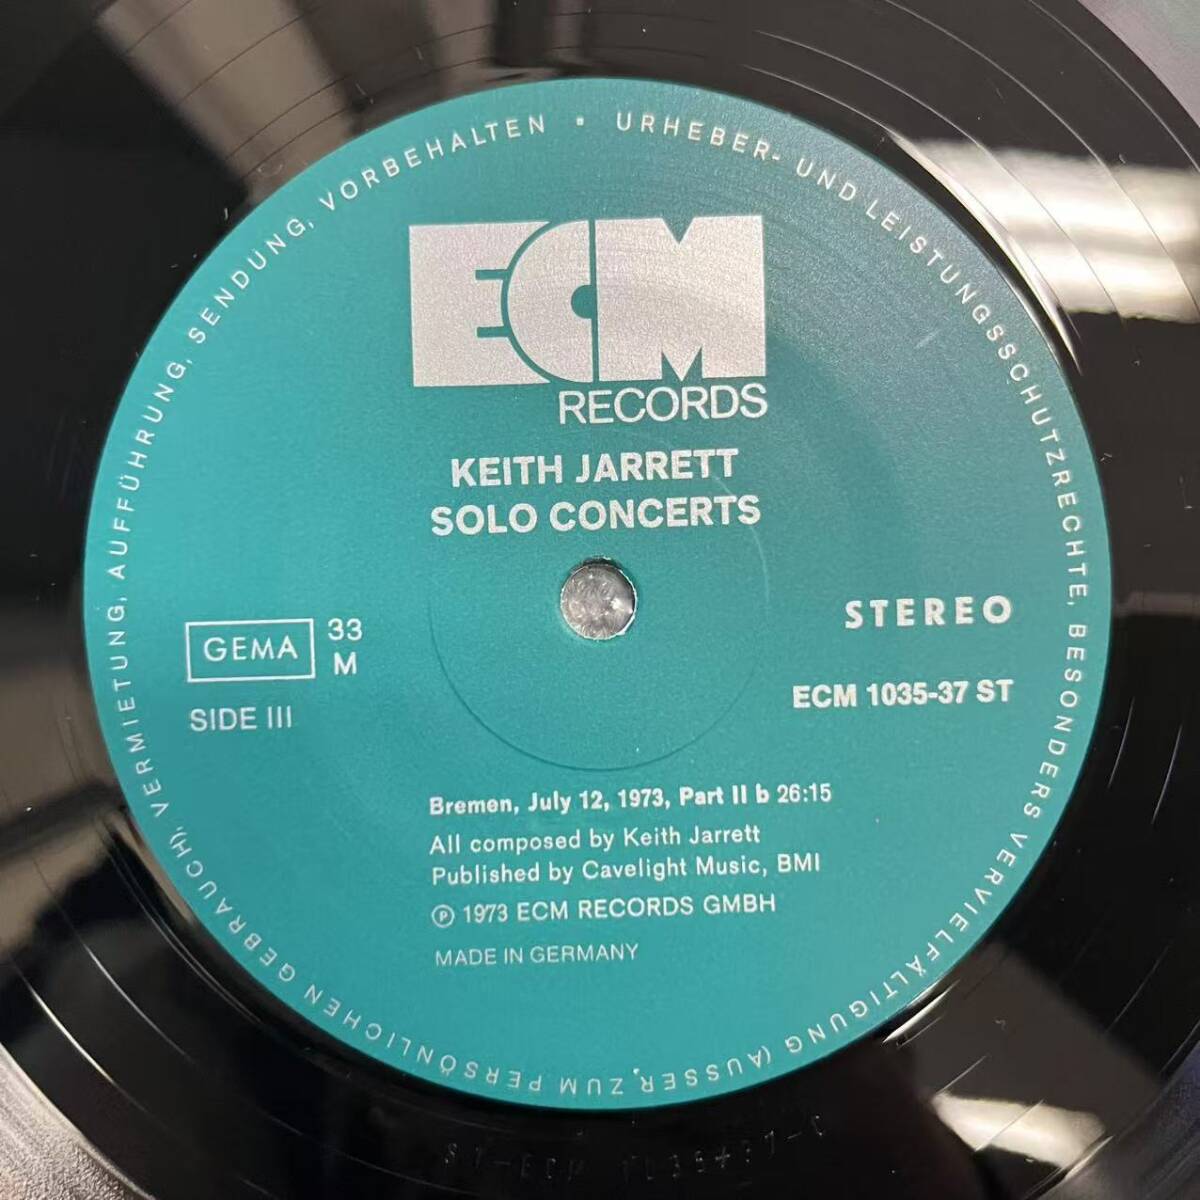 URHEBER- UND LEISTUNGSSCHUTZRECHTE, BESONDERS VERVIELFÄLTIGUNG (AUSSER ZUM PERSÖNLICHEN GEBRAUCH), VERMIETUNG, AUFFÜHRUNG, SENDUNG, VORBEHALTEN
ECM
RECORDS
KEITH JARRETT
SOLO CONCERTS
GEMA
33
M
SIDE III
STEREO
ECM 1035-37 ST
Bremen, July 12, 1973, Part II b 26:15
All composed by Keith Jarrett
Published by Cavelight Music, BMI
℗ 1973 ECM RECORDS GMBH
MADE IN GERMANY